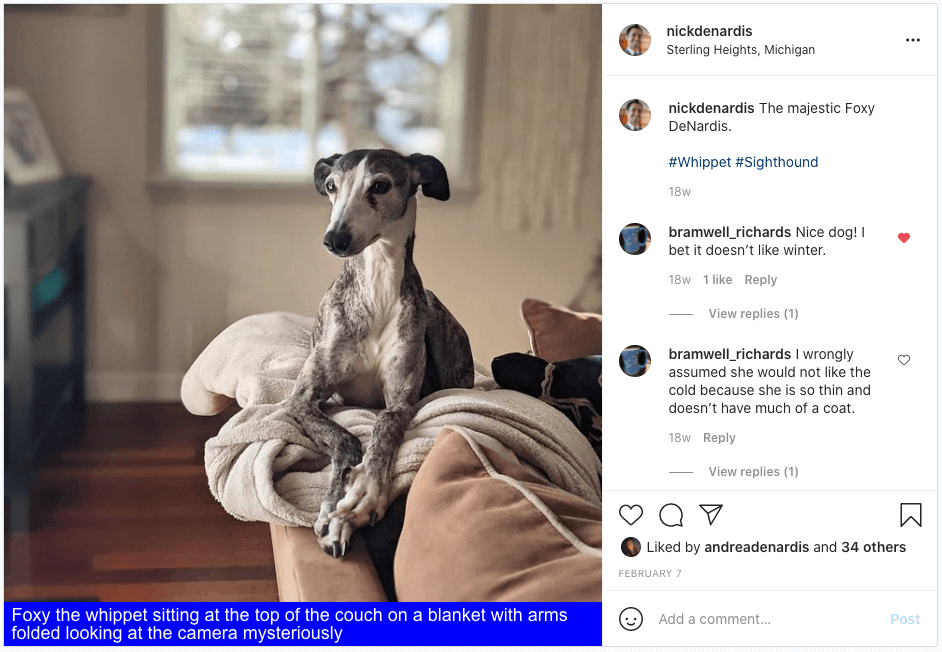 nickdenardis
Sterling Heights, Michigan
nickdenardis The majestic Foxy
DeNardis.
#Whippet #Sighthound
18w
bramwell_richards Nice dog! I
bet it doesn’t like winter.
18w 1 like Reply
View replies (1)
bramwell_richards I wrongly
assumed she would not like the
cold because she is so thin and
doesn’t have much of a coat.
18w Reply
View replies (1)
Liked by andreadenardis and 34 others
FEBRUARY 7
Add a comment... Post
Foxy the whippet sitting at the top of the couch on a blanket with arms
folded looking at the camera mysteriously